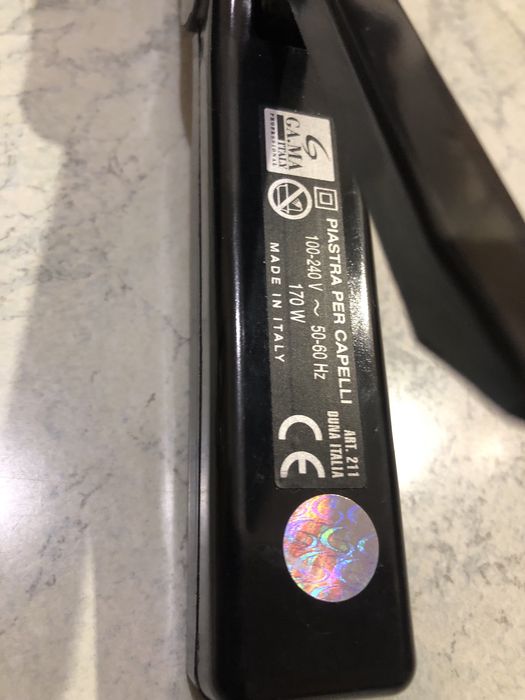 GA.MA
ITALY
PROFESSIONAL
PIASTRA PER CAPELLI
100-240 V ~ 50-60 Hz
170 W
MADE IN ITALY
ART. 211
DUNA ITALIA
CE